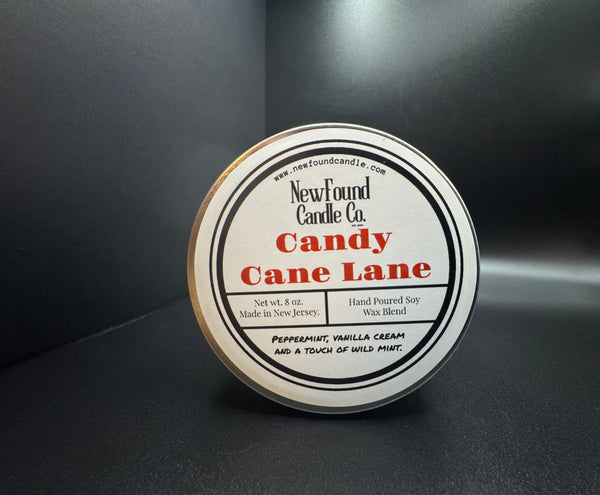 www.newfoundcandle.com
NewFound
Candle Co.
Candy
Cane Lane
Net wt. 8 oz.
Made in New Jersey.
Hand Poured Soy
Wax Blend
Peppermint, vanilla cream
and a touch of wild mint.